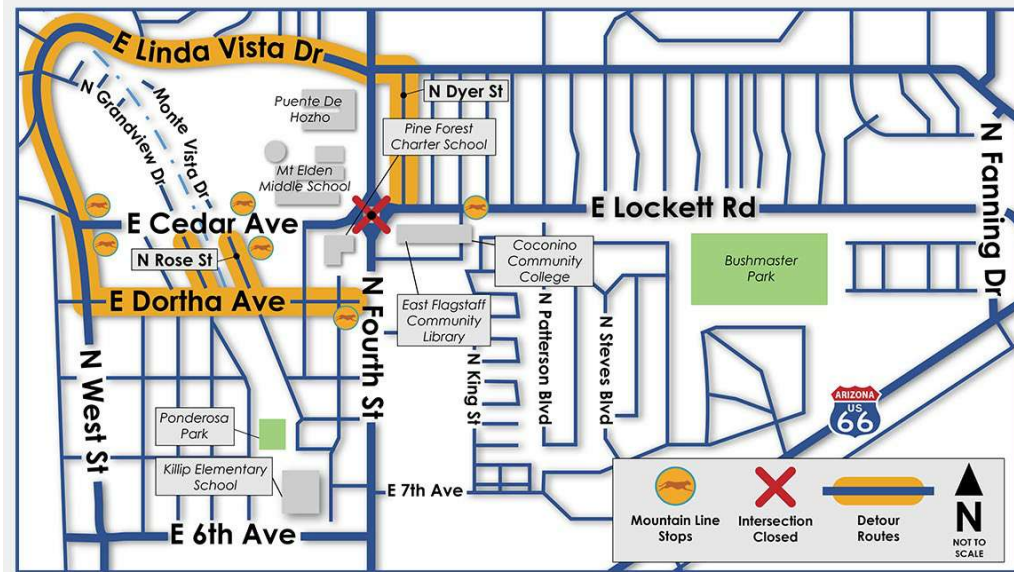 E Linda Vista Dr
N Dyer St
Puente De
Hozho
Pine Forest
Charter School
N Grandview Dr
Monte Vista Dr
Mt Elden
Middle School
N Fanning Dr
E Lockett Rd
E Cedar Ave
N Rose St
Coconino
Community
College
Bushmaster
Park
E Dortha Ave
East Flagstaff
Community
Library
N Fourth St
N King St
N Patterson Blvd
N Steves Blvd
N West St
Ponderosa
Park
ARIZONA
US
66
Killip Elementary
School
E 7th Ave
E 6th Ave
Mountain Line
Stops
Intersection
Closed
Detour
Routes
N
NOT TO
SCALE